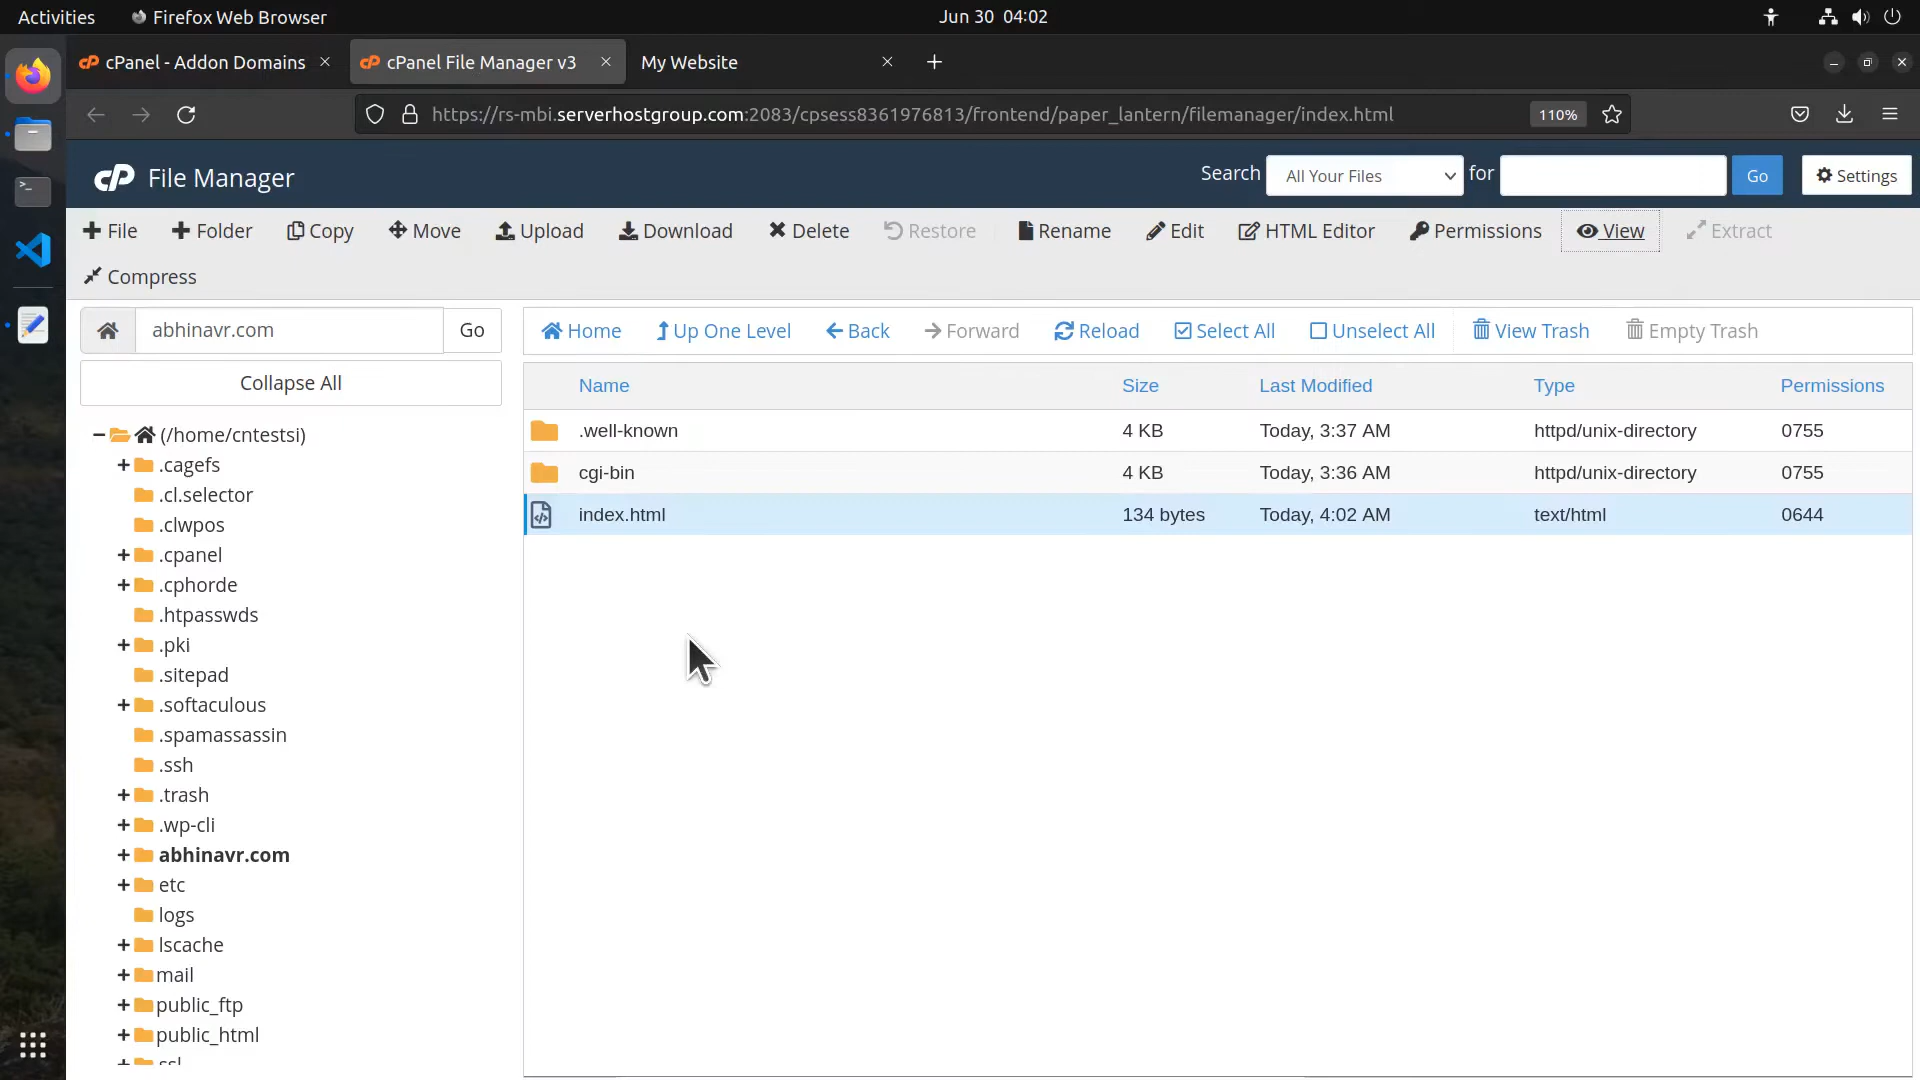 Activities Firefox Web Browser Jun 30 04:02
cPanel - Addon Domains cPanel File Manager v3 My Website
https://rs-mbi.serverhostgroup.com:2083/cpsess8361976813/frontend/paper_lantern/filemanager/index.html 110%
cP File Manager Search All Your Files for Go Settings
File Folder Copy Move Upload Download Delete Restore Rename Edit HTML Editor Permissions View Extract
Compress
abhinavr.com Go Home Up One Level Back Forward Reload Select All Unselect All View Trash Empty Trash
Collapse All
Name Size Last Modified Type Permissions
.well-known 4 KB Today, 3:37 AM httpd/unix-directory 0755
cgi-bin 4 KB Today, 3:36 AM httpd/unix-directory 0755
index.html 134 bytes Today, 4:02 AM text/html 0644
(/home/cntestsi)
.cagefs
.cl.selector
.clwpos
.cpanel
.cphorde
.htpasswds
.pki
.sitepad
.softaculous
.spamassassin
.ssh
.trash
.wp-cli
abhinavr.com
etc
logs
lscache
mail
public_ftp
public_html
ssl